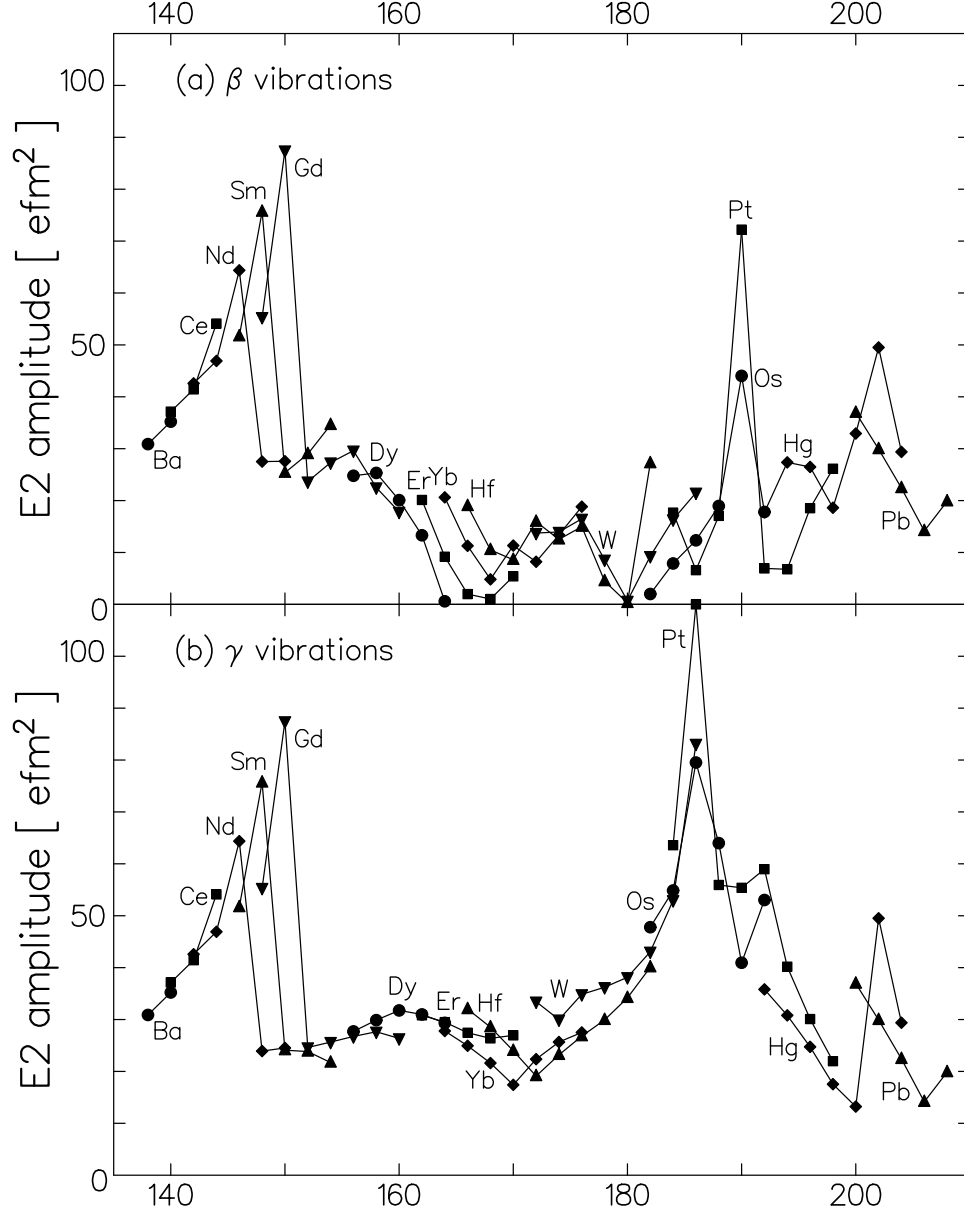 140 160 180 200
(a) β vibrations
100
50
0
E2 amplitude [ efm² ]
Gd
Sm
Nd
Ce
Ba
Dy
Er
Yb
Hf
W
Pt
Os
Hg
Pb
(b) γ vibrations
100
50
0
E2 amplitude [ efm² ]
Pt
Gd
Sm
Nd
Ce
Ba
Dy
Er
Hf
Yb
W
Os
Hg
Pb
140 160 180 200